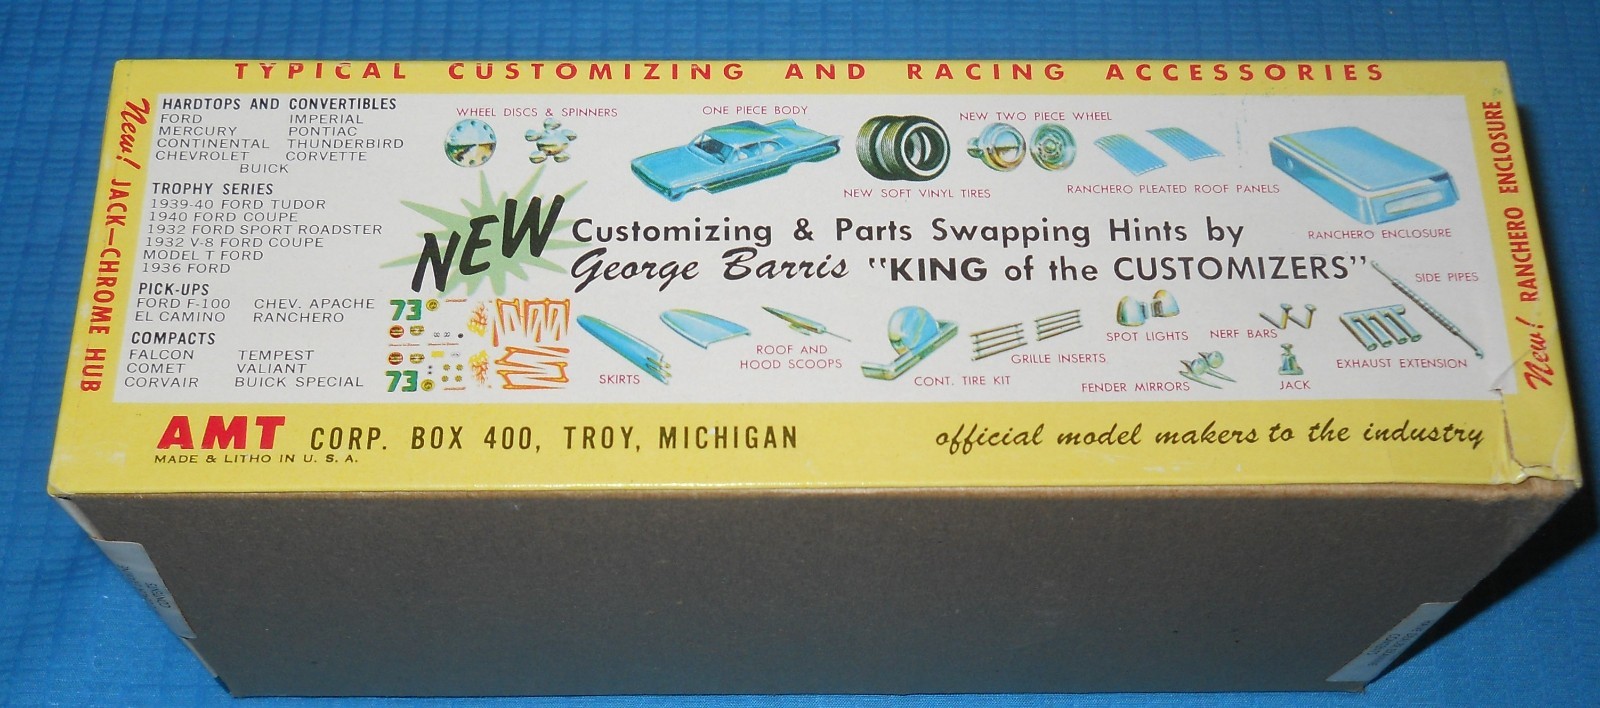 TYPICAL CUSTOMIZING AND RACING ACCESSORIES
New! JACK-CHROME HUB
HARDTOPS AND CONVERTIBLES
FORD IMPERIAL
MERCURY PONTIAC
CONTINENTAL THUNDERBIRD
CHEVROLET CORVETTE
BUICK
TROPHY SERIES
1939-40 FORD TUDOR
1940 FORD COUPE
1932 FORD SPORT ROADSTER
1932 V-8 FORD COUPE
MODEL T FORD
1936 FORD
PICK-UPS
FORD F-100 CHEV. APACHE
EL CAMINO RANCHERO
COMPACTS
FALCON TEMPEST
COMET VALIANT
CORVAIR BUICK SPECIAL
WHEEL DISCS & SPINNERS
ONE PIECE BODY
NEW SOFT VINYL TIRES
NEW TWO PIECE WHEEL
RANCHERO PLEATED ROOF PANELS
RANCHERO ENCLOSURE
NEW Customizing & Parts Swapping Hints by
George Barris "KING of the CUSTOMIZERS"
73
73
SKIRTS
ROOF AND
HOOD SCOOPS
CONT. TIRE KIT
GRILLE INSERTS
SPOT LIGHTS
FENDER MIRRORS
NERF BARS
JACK
SIDE PIPES
EXHAUST EXTENSION
New! RANCHERO ENCLOSURE
AMT CORP. BOX 400, TROY, MICHIGAN
MADE & LITHO IN U. S. A.
official model makers to the industry